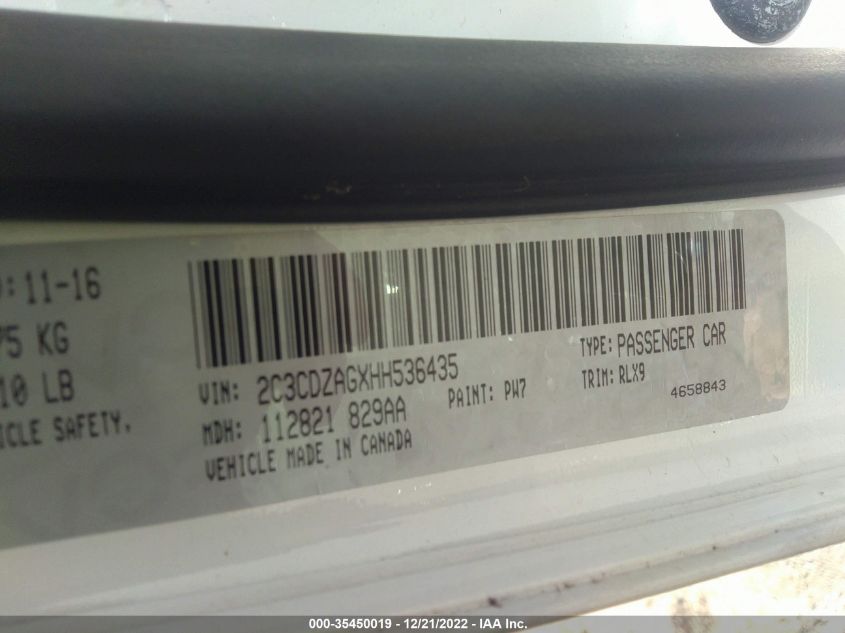 : 11-16
75 KG
10 LB
ICLE SAFETY.
VIN: 2C3CDZAGXHH536435
TYPE: PASSENGER CAR
MDH: 112821 829AA
PAINT: PW7
TRIM: RLX9
4658843
VEHICLE MADE IN CANADA
000-35450019 - 12/21/2022 - IAA Inc.